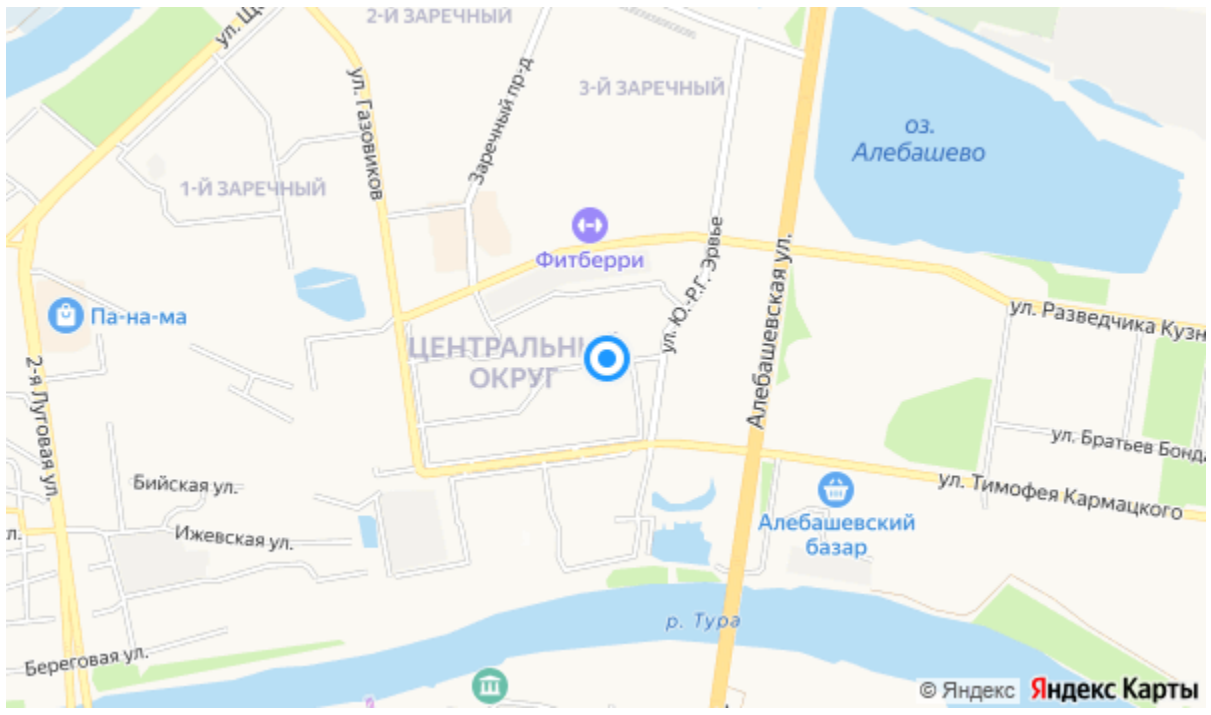 2-Й ЗАРЕЧНЫЙ
ул. Що
ул. Газовиков
Заречный пр-д
3-Й ЗАРЕЧНЫЙ
оз.
Алебашево
1-Й ЗАРЕЧНЫЙ
Фитберри
ул. Ю.-Р.Г. Эрвье
Алебашевская ул.
ул. Разведчика Кузн
Па-на-ма
ЦЕНТРАЛЬНЫ
ОКРУГ
2-я Луговая ул.
ул. Братьев Бонда
Бийская ул.
ул. Тимофея Кармацкого
Алебашевский
базар
л.
Ижевская ул.
р. Тура
Береговая ул.
© Яндекс Яндекс Карты